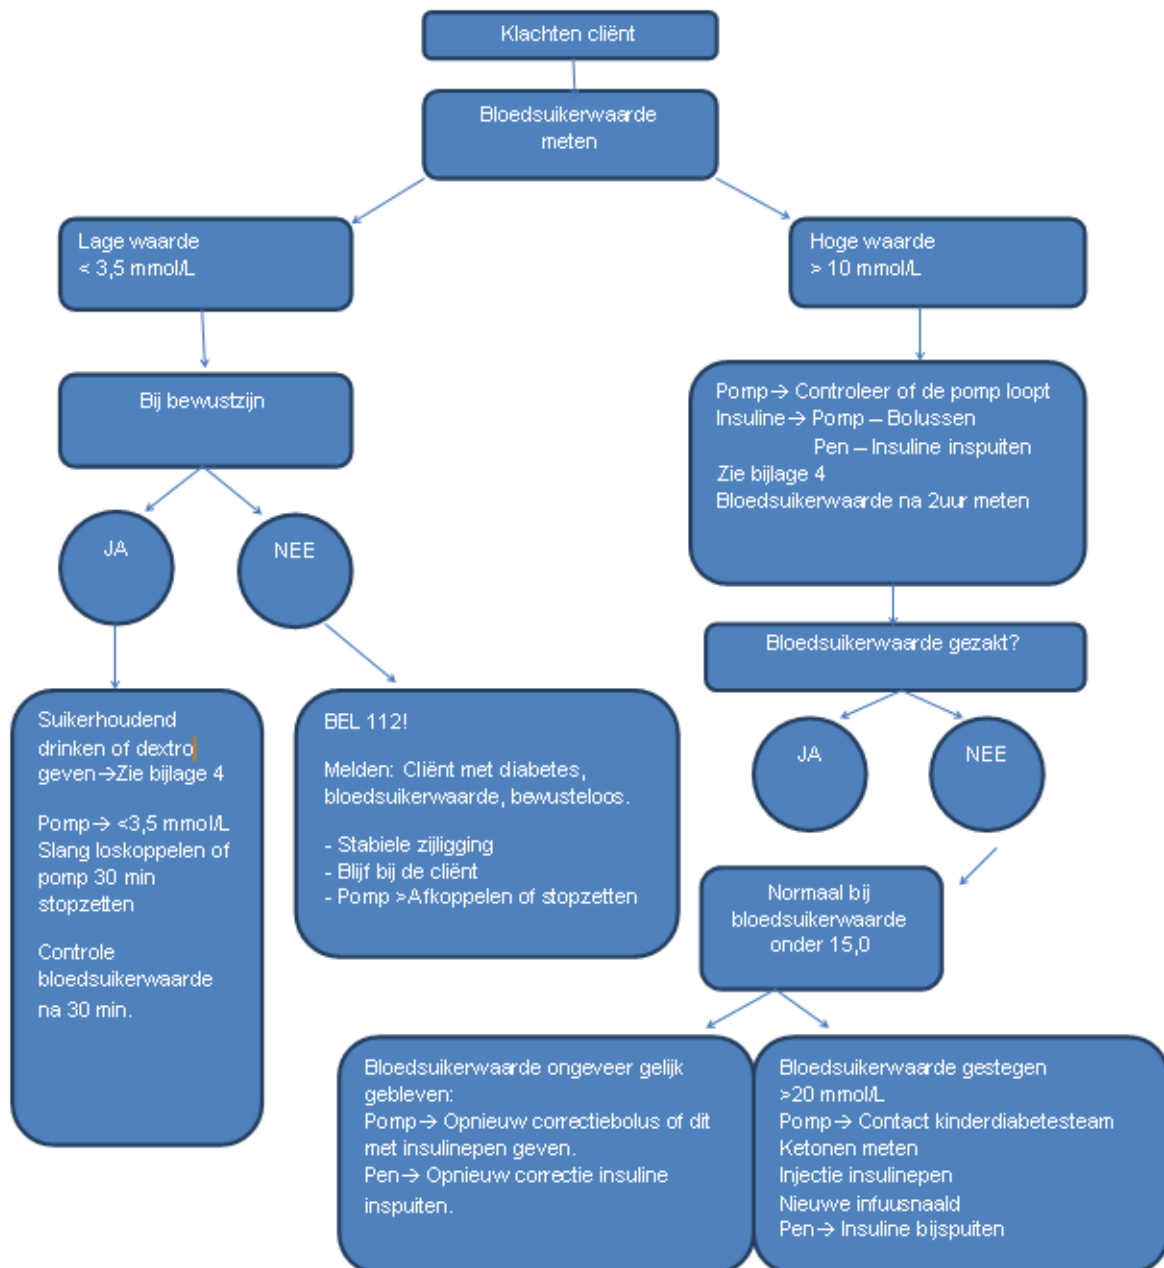 Klachten cliënt
Bloedsuikerwaarde
meten
Lage waarde
< 3,5 mmol/L
Hoge waarde
> 10 mmol/L
Bij bewustzijn
Pomp→ Controleer of de pomp loopt
Insuline→ Pomp – Bolussen
Pen – Insuline inspuiten
Zie bijlage 4
Bloedsuikerwaarde na 2uur meten
JA
NEE
Bloedsuikerwaarde gezakt?
JA
NEE
Suikerhoudend
drinken of dextro
geven→Zie bijlage 4
Pomp→ <3,5 mmol/L
Slang loskoppelen of
pomp 30 min
stopzetten
Controle
bloedsuikerwaarde
na 30 min.
BEL 112!
Melden: Cliënt met diabetes,
bloedsuikerwaarde, bewusteloos.
- Stabiele zijligging
- Blijf bij de cliënt
- Pomp >Afkoppelen of stopzetten
Normaal bij
bloedsuikerwaarde
onder 15,0
Bloedsuikerwaarde ongeveer gelijk
gebleven:
Pomp→ Opnieuw correctiebolus of dit
met insulinepen geven.
Pen→ Opnieuw correctie insuline
inspuiten.
Bloedsuikerwaarde gestegen
>20 mmol/L
Pomp→ Contact kinderdiabetesteam
Ketonen meten
Injectie insulinepen
Nieuwe infuusnaald
Pen→ Insuline bijspuiten